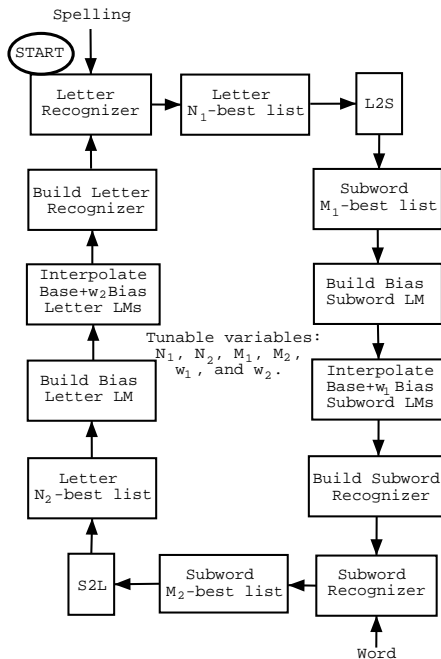 Spelling
START
Letter
Recognizer
Letter
N₁-best list
L2S
Subword
M₁-best list
Build Bias
Subword LM
Interpolate
Base+w₁Bias
Subword LMs
Build Subword
Recognizer
Subword
Recognizer
Word
Subword
M₂-best list
S2L
Letter
N₂-best list
Build Bias
Letter LM
Interpolate
Base+w₂Bias
Letter LMs
Build Letter
Recognizer
Tunable variables:
N₁, N₂, M₁, M₂,
w₁, and w₂.